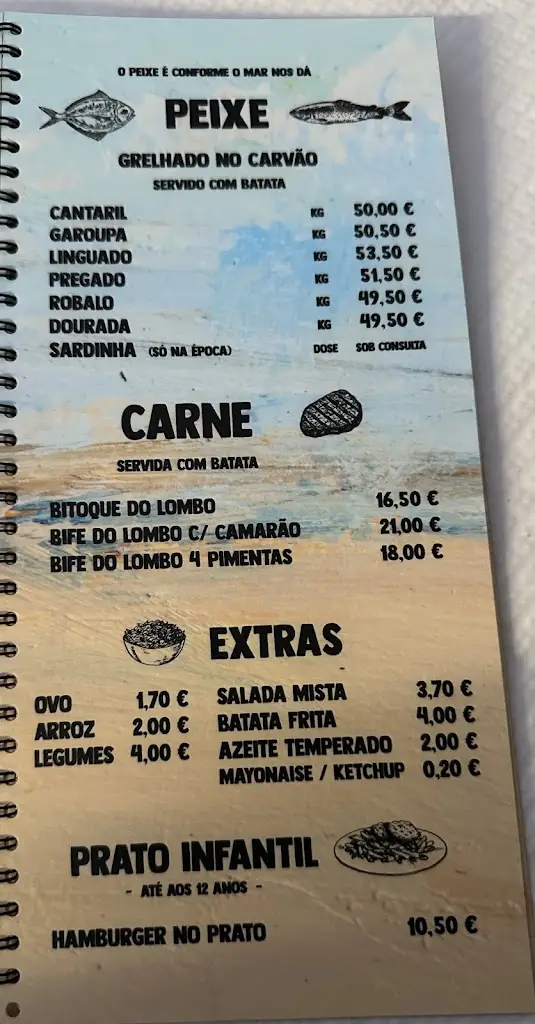 O PEIXE É CONFORME O MAR NOS DÁ
PEIXE
GRELHADO NO CARVÃO
SERVIDO COM BATATA
CANTARIL KG 50,00 €
GAROUPA KG 50,50 €
LINGUADO KG 53,50 €
PREGADO KG 51,50 €
ROBALO KG 49,50 €
DOURADA KG 49,50 €
SARDINHA (SÓ NA ÉPOCA) DOSE SOB CONSULTA
CARNE
SERVIDA COM BATATA
BITOQUE DO LOMBO 16,50 €
BIFE DO LOMBO C/ CAMARÃO 21,00 €
BIFE DO LOMBO 4 PIMENTAS 18,00 €
EXTRAS
OVO 1,70 € SALADA MISTA 3,70 €
ARROZ 2,00 € BATATA FRITA 4,00 €
LEGUMES 4,00 € AZEITE TEMPERADO 2,00 €
MAYONAISE / KETCHUP 0,20 €
PRATO INFANTIL
- ATÉ AOS 12 ANOS -
HAMBURGER NO PRATO 10,50 €